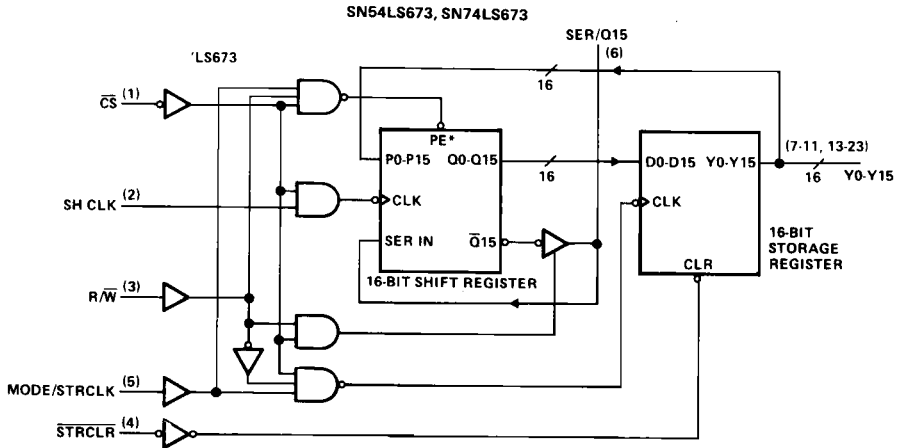 SN54LS673, SN74LS673
SER/Q15
(6)
'LS673
16
CS (1)
PE*
(7-11, 13-23)
P0-P15 Q0-Q15
D0-D15 Y0-Y15
16
16
Y0-Y15
SH CLK (2)
CLK
CLK
SER IN
Q15
16-BIT
STORAGE
REGISTER
CLR
16-BIT SHIFT REGISTER
R/W (3)
MODE/STRCLK (5)
STRCLR (4)